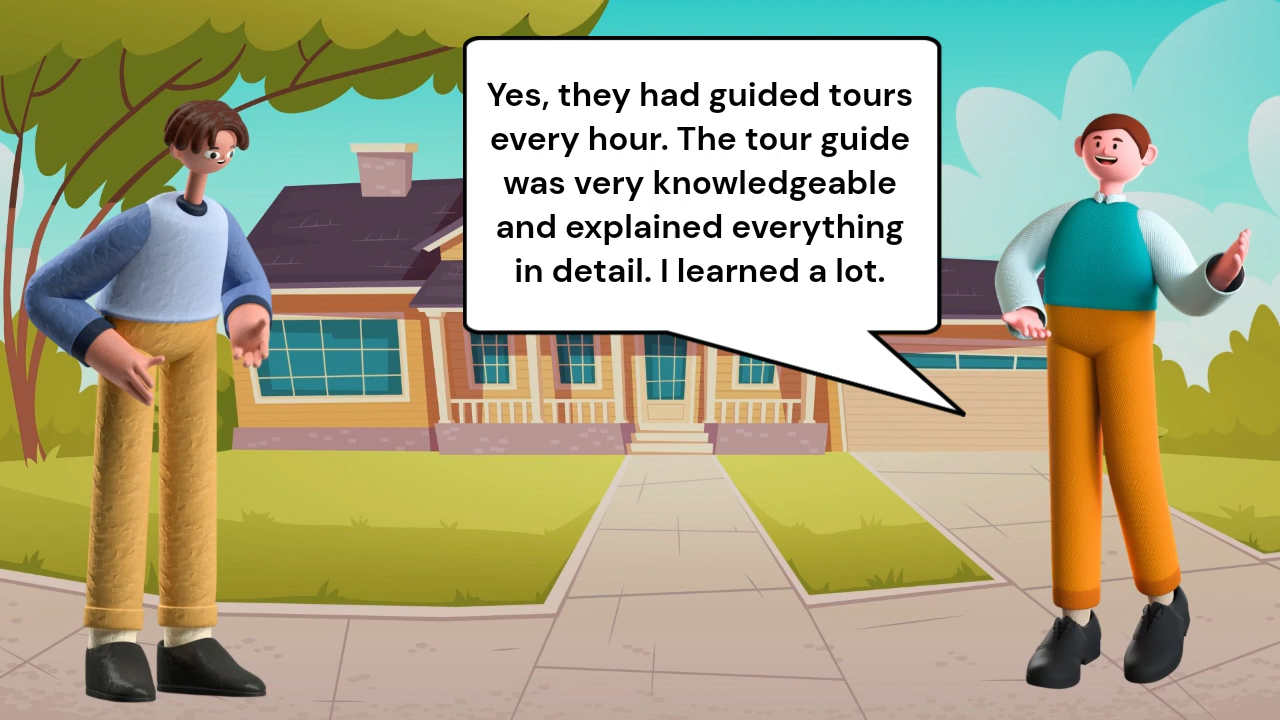 Yes, they had guided tours
every hour. The tour guide
was very knowledgeable
and explained everything
in detail. I learned a lot.